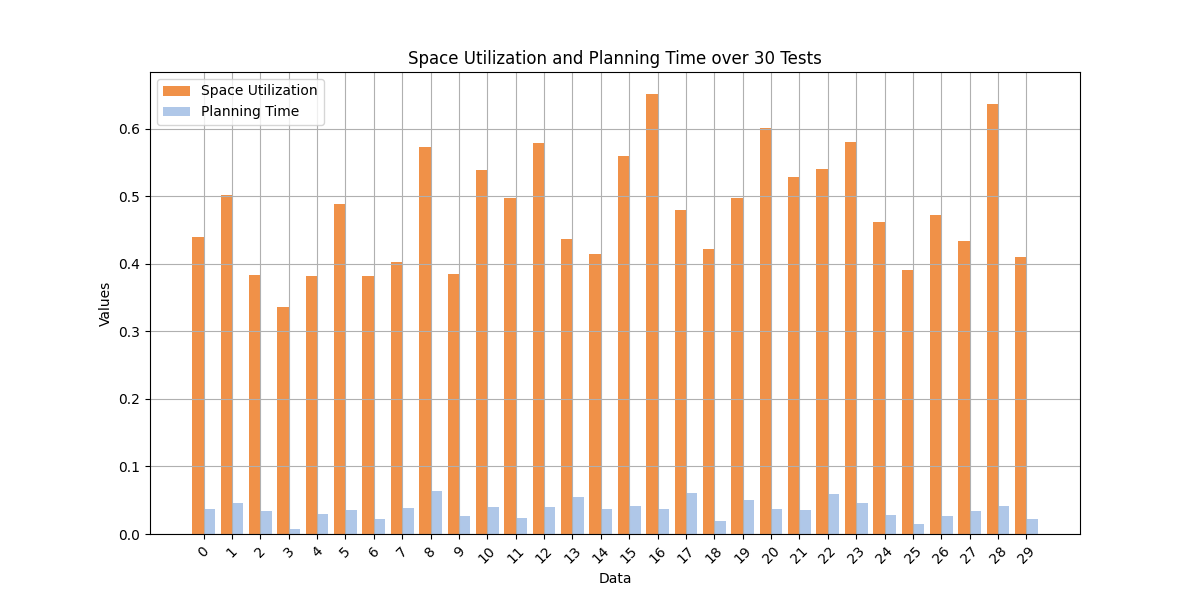 Space Utilization and Planning Time over 30 Tests
Space Utilization
Planning Time
Values
0.6
0.5
0.4
0.3
0.2
0.1
0.0
0 1 2 3 4 5 6 7 8 9 10 11 12 13 14 15 16 17 18 19 20 21 22 23 24 25 26 27 28 29
Data